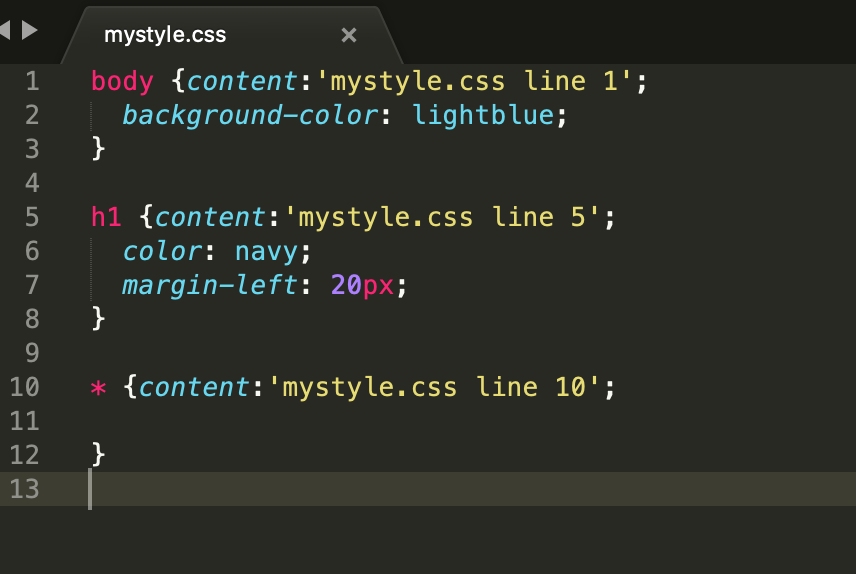 mystyle.css ×
1 body {content:'mystyle.css line 1';
2 background-color: lightblue;
3 }
4
5 h1 {content:'mystyle.css line 5';
6 color: navy;
7 margin-left: 20px;
8 }
9
10 * {content:'mystyle.css line 10';
11
12 }
13